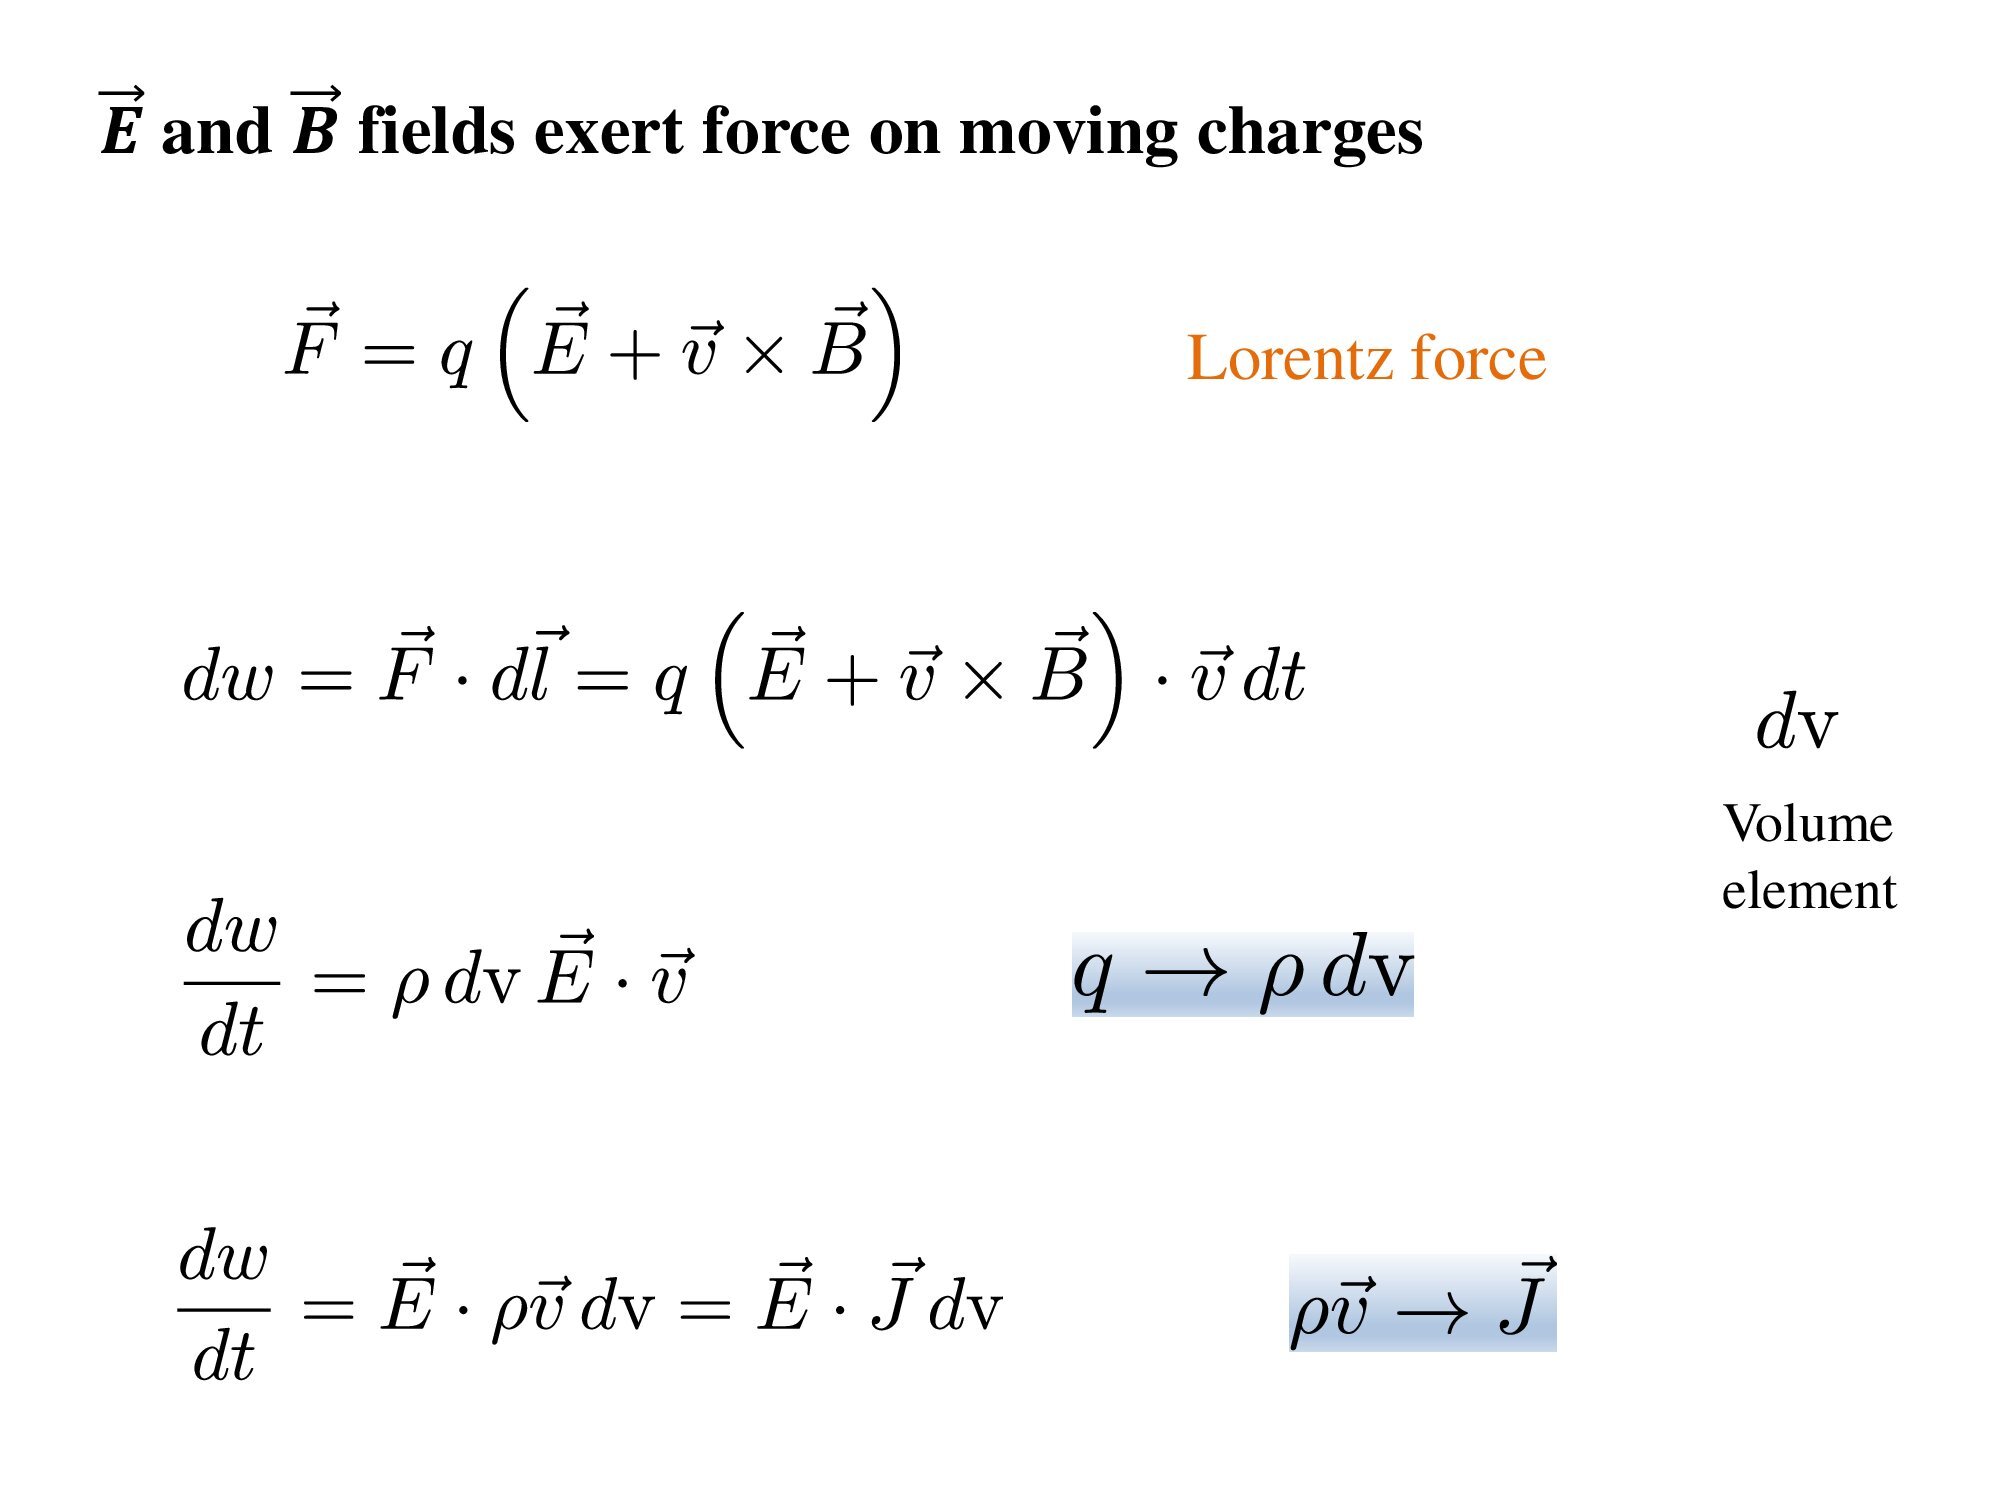 $\vec{E}$ and $\vec{B}$ fields exert force on moving charges
$\vec{F} = q\left(\vec{E} + \vec{v} \times \vec{B}\right)$
Lorentz force
$dw = \vec{F} \cdot d\vec{l} = q\left(\vec{E} + \vec{v} \times \vec{B}\right) \cdot \vec{v}\, dt$
$d\mathrm{v}$
Volume
element
$\frac{dw}{dt} = \rho\, d\mathrm{v}\, \vec{E} \cdot \vec{v}$
$q \rightarrow \rho\, d\mathrm{v}$
$\frac{dw}{dt} = \vec{E} \cdot \rho\vec{v}\, d\mathrm{v} = \vec{E} \cdot \vec{J}\, d\mathrm{v}$
$\rho\vec{v} \rightarrow \vec{J}$